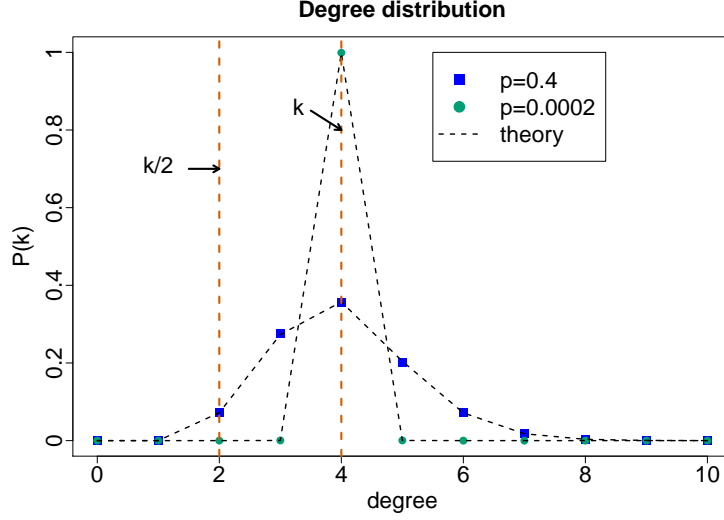 Degree distribution
P(k)
1
0.8
0.6
0.4
0.2
0
k/2
k
p=0.4
p=0.0002
theory
0 2 4 6 8 10
degree